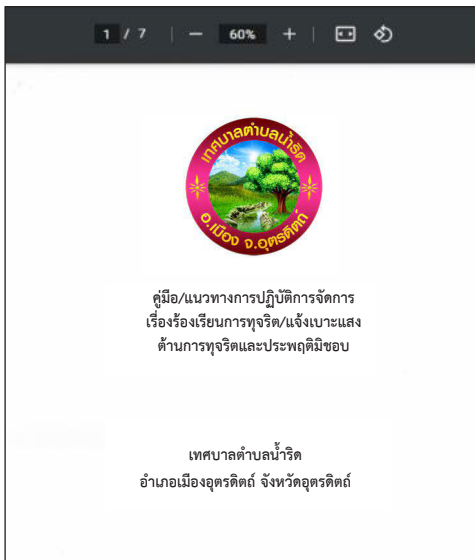 1 / 7 | − 60% + |
เทศบาลตำบลน้ำริด
อ.เมือง จ.อุตรดิตถ์
คู่มือ/แนวทางการปฏิบัติการจัดการ
เรื่องร้องเรียนการทุจริต/แจ้งเบาะแสง
ด้านการทุจริตและประพฤติมิชอบ
เทศบาลตำบลน้ำริด
อำเภอเมืองอุตรดิตถ์ จังหวัดอุตรดิตถ์